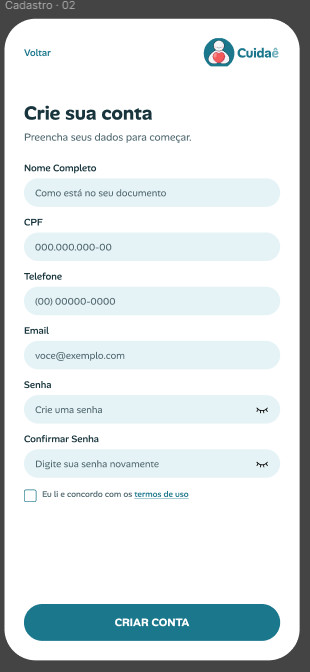 Cadastro - 02
Voltar
Cuidaê
Crie sua conta
Preencha seus dados para começar.
Nome Completo
Como está no seu documento
CPF
000.000.000-00
Telefone
(00) 00000-0000
Email
voce@exemplo.com
Senha
Crie uma senha
Confirmar Senha
Digite sua senha novamente
Eu li e concordo com os termos de uso
CRIAR CONTA